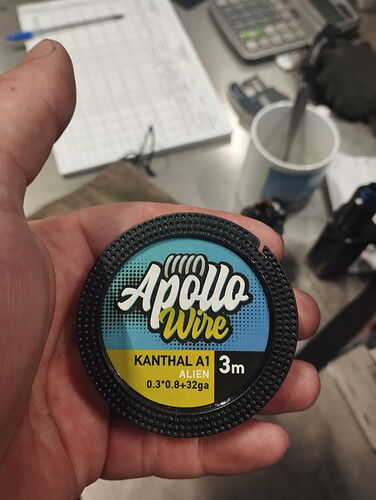 Apollo
Wire
KANTHAL A1
ALIEN
0.3*0.8+32ga
3m